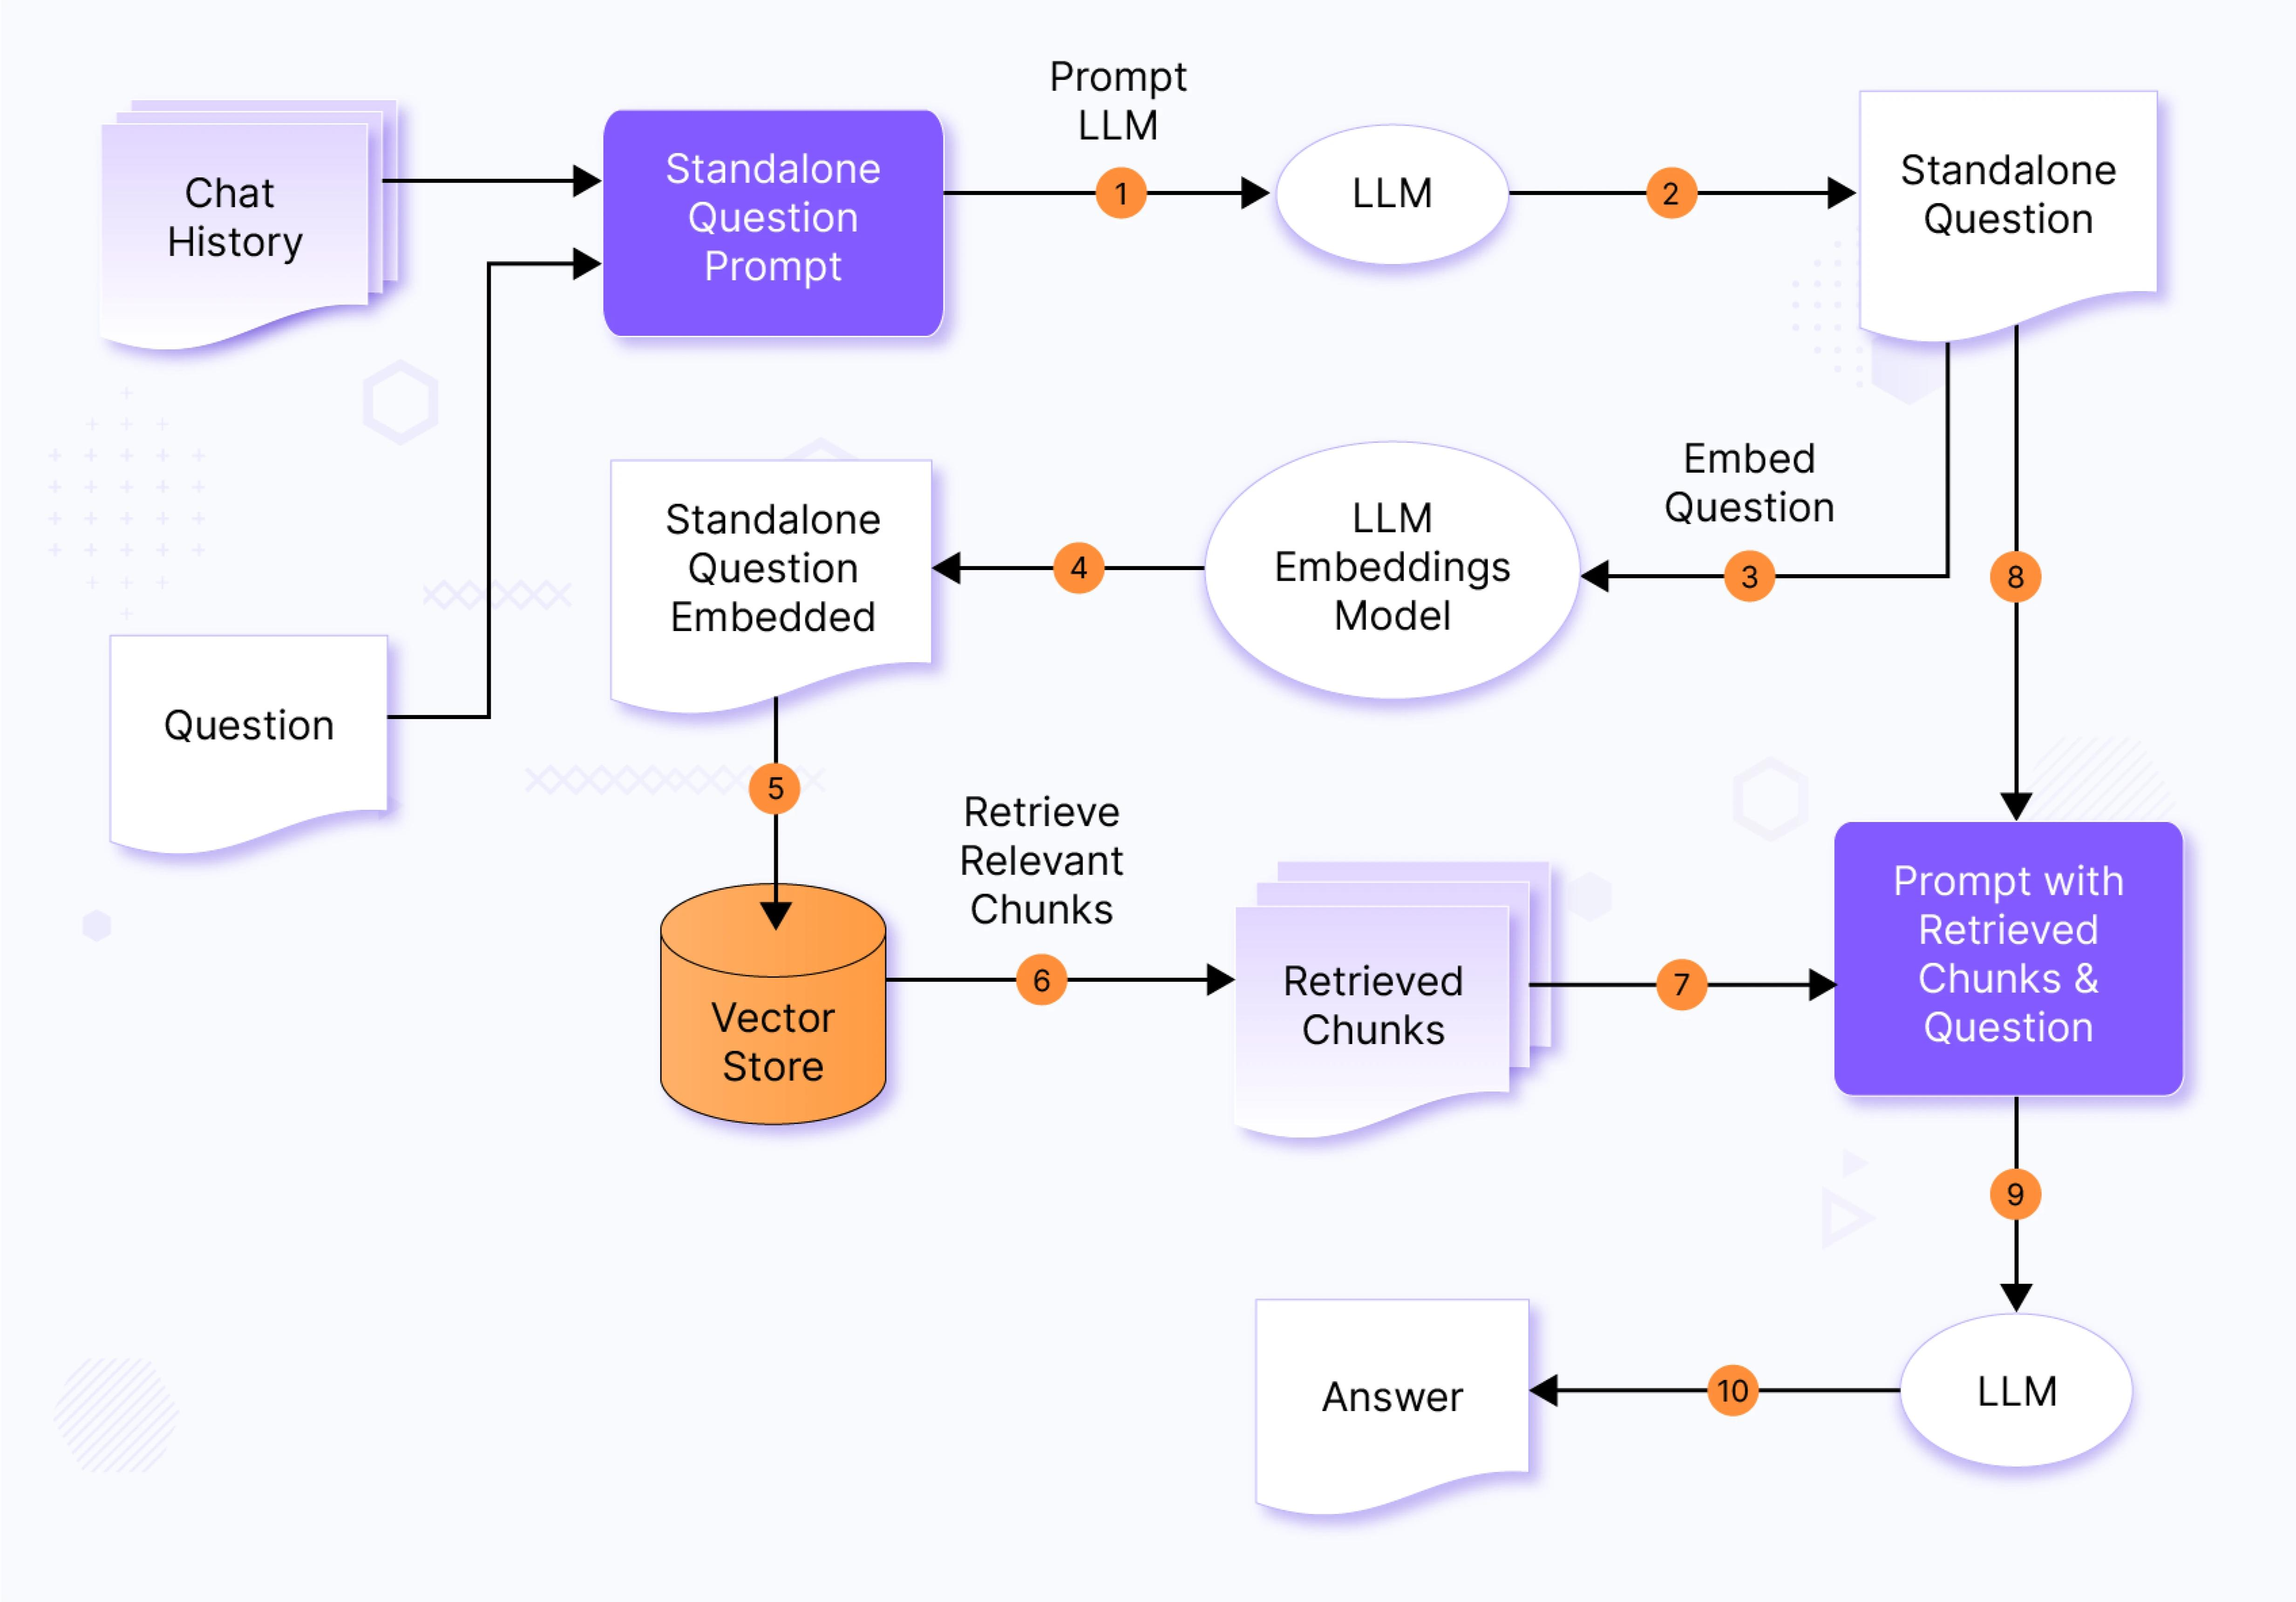 Chat
History
Standalone
Question
Prompt
Prompt
LLM
1
LLM
2
Standalone
Question
Standalone
Question
Embedded
4
LLM
Embeddings
Model
Embed
Question
3
8
Question
5
Vector
Store
Retrieve
Relevant
Chunks
6
Retrieved
Chunks
7
Prompt with
Retrieved
Chunks &
Question
9
Answer
10
LLM